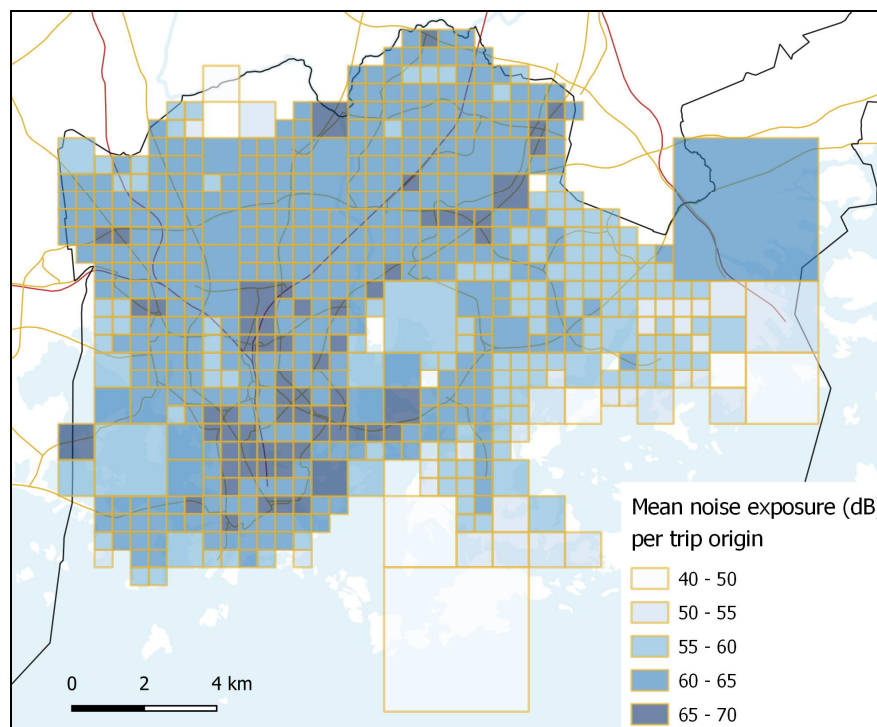 Mean noise exposure (dB)
per trip origin
40 - 50
50 - 55
55 - 60
60 - 65
65 - 70
0 2 4 km